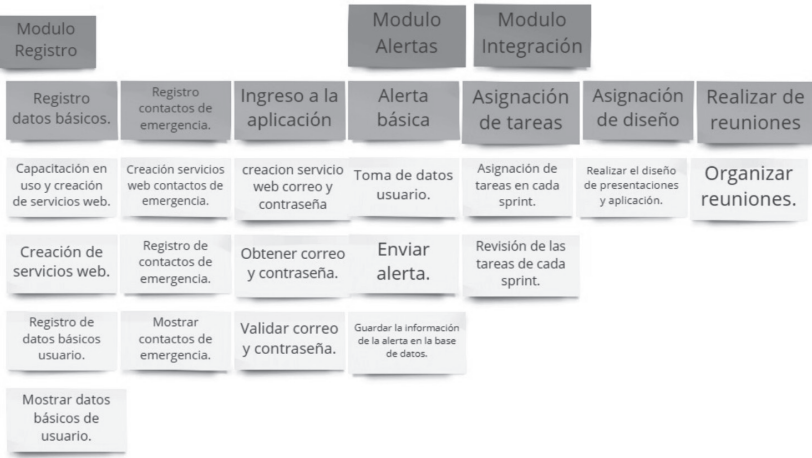 Modulo
Registro
Modulo
Alertas
Modulo
Integración
Registro
datos básicos.
Registro
contactos de
emergencia.
Ingreso a la
aplicación
Alerta
básica
Asignación
de tareas
Asignación
de diseño
Realizar de
reuniones
Capacitación en
uso y creación
de servicios web.
Creación servicios
web contactos de
emergencia.
creacion servicio
web correo y
contraseña
Toma de datos
usuario.
Asignación de
tareas en cada
sprint.
Realizar el diseño
de presentaciones
y aplicación.
Organizar
reuniones.
Creación de
servicios web.
Registro de
contactos de
emergencia.
Obtener correo
y contraseña.
Enviar
alerta.
Revisión de las
tareas de cada
sprint.
Registro de
datos básicos
usuario.
Mostrar
contactos de
emergencia.
Validar correo
y contraseña.
Guardar la información
de la alerta en la base
de datos.
Mostrar datos
básicos de
usuario.